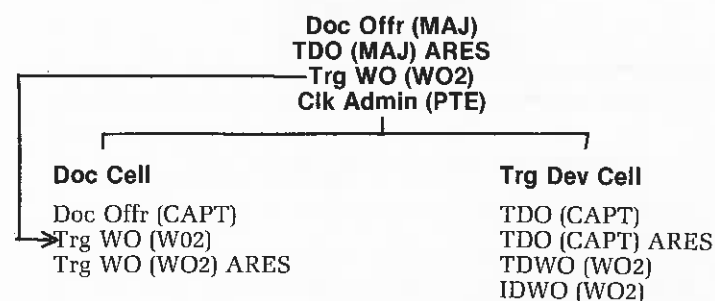 Doc Offr (MAJ)
TDO (MAJ) ARES
Trg WO (WO2)
Clk Admin (PTE)
Doc Cell
Doc Offr (CAPT)
Trg WO (W02)
Trg WO (WO2) ARES
Trg Dev Cell
TDO (CAPT)
TDO (CAPT) ARES
TDWO (WO2)
IDWO (WO2)